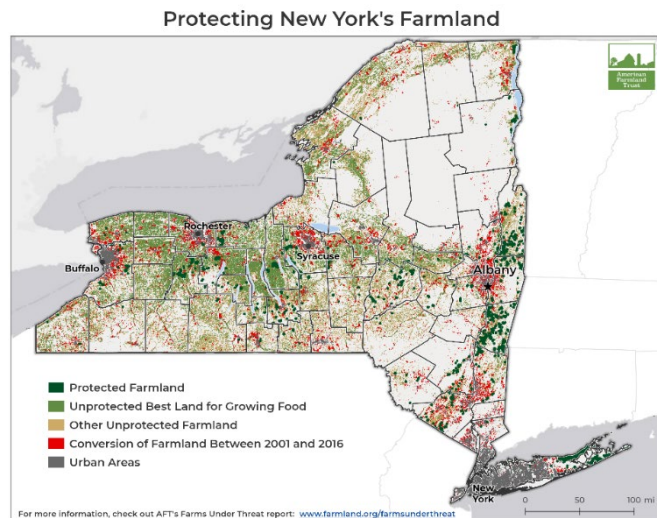 Protecting New York's Farmland
American
Farmland
Trust
Rochester
Buffalo
Syracuse
Albany
Protected Farmland
Unprotected Best Land for Growing Food
Other Unprotected Farmland
Conversion of Farmland Between 2001 and 2016
Urban Areas
New
York
0 50 100 mi
For more information, check out AFT's Farms Under Threat report: www.farmland.org/farmsunderthreat